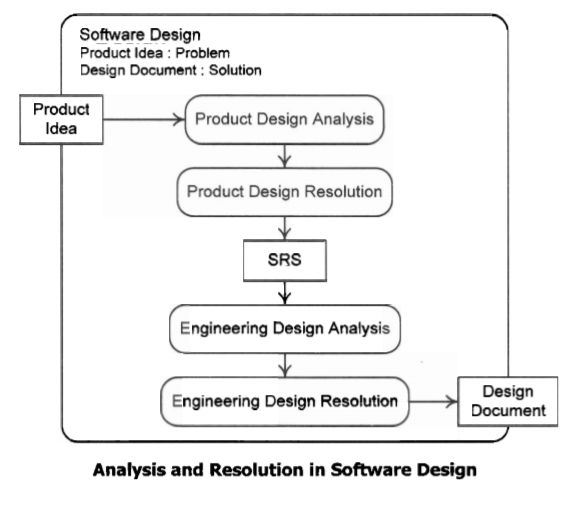 Software Design
Product Idea : Problem
Design Document : Solution
Product
Idea
Product Design Analysis
Product Design Resolution
SRS
Engineering Design Analysis
Engineering Design Resolution
Design
Document
Analysis and Resolution in Software Design